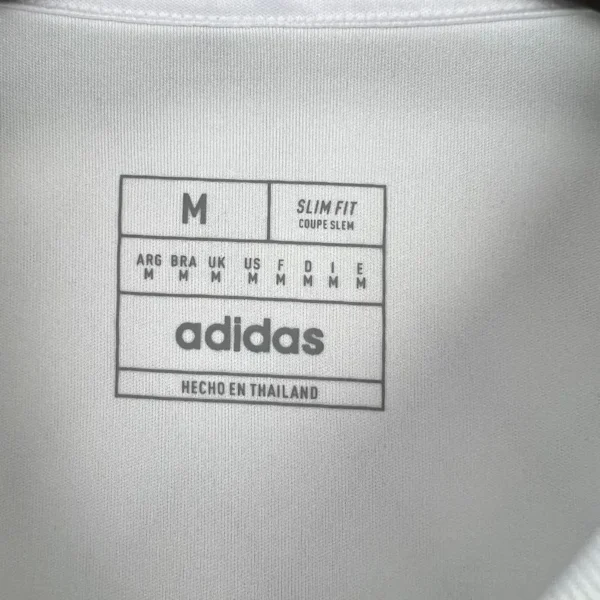 M
SLIM FIT
COUPE SLEM
ARG BRA UK US F D I E
M M M M M M M M
adidas
HECHO EN THAILAND